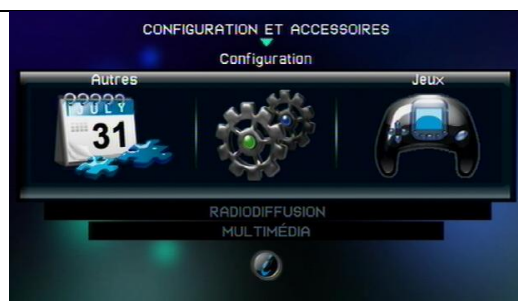 CONFIGURATION ET ACCESSOIRES
Configuration
Autres
Jeux
JULY
31
RADIODIFFUSION
MULTIMÉDIA